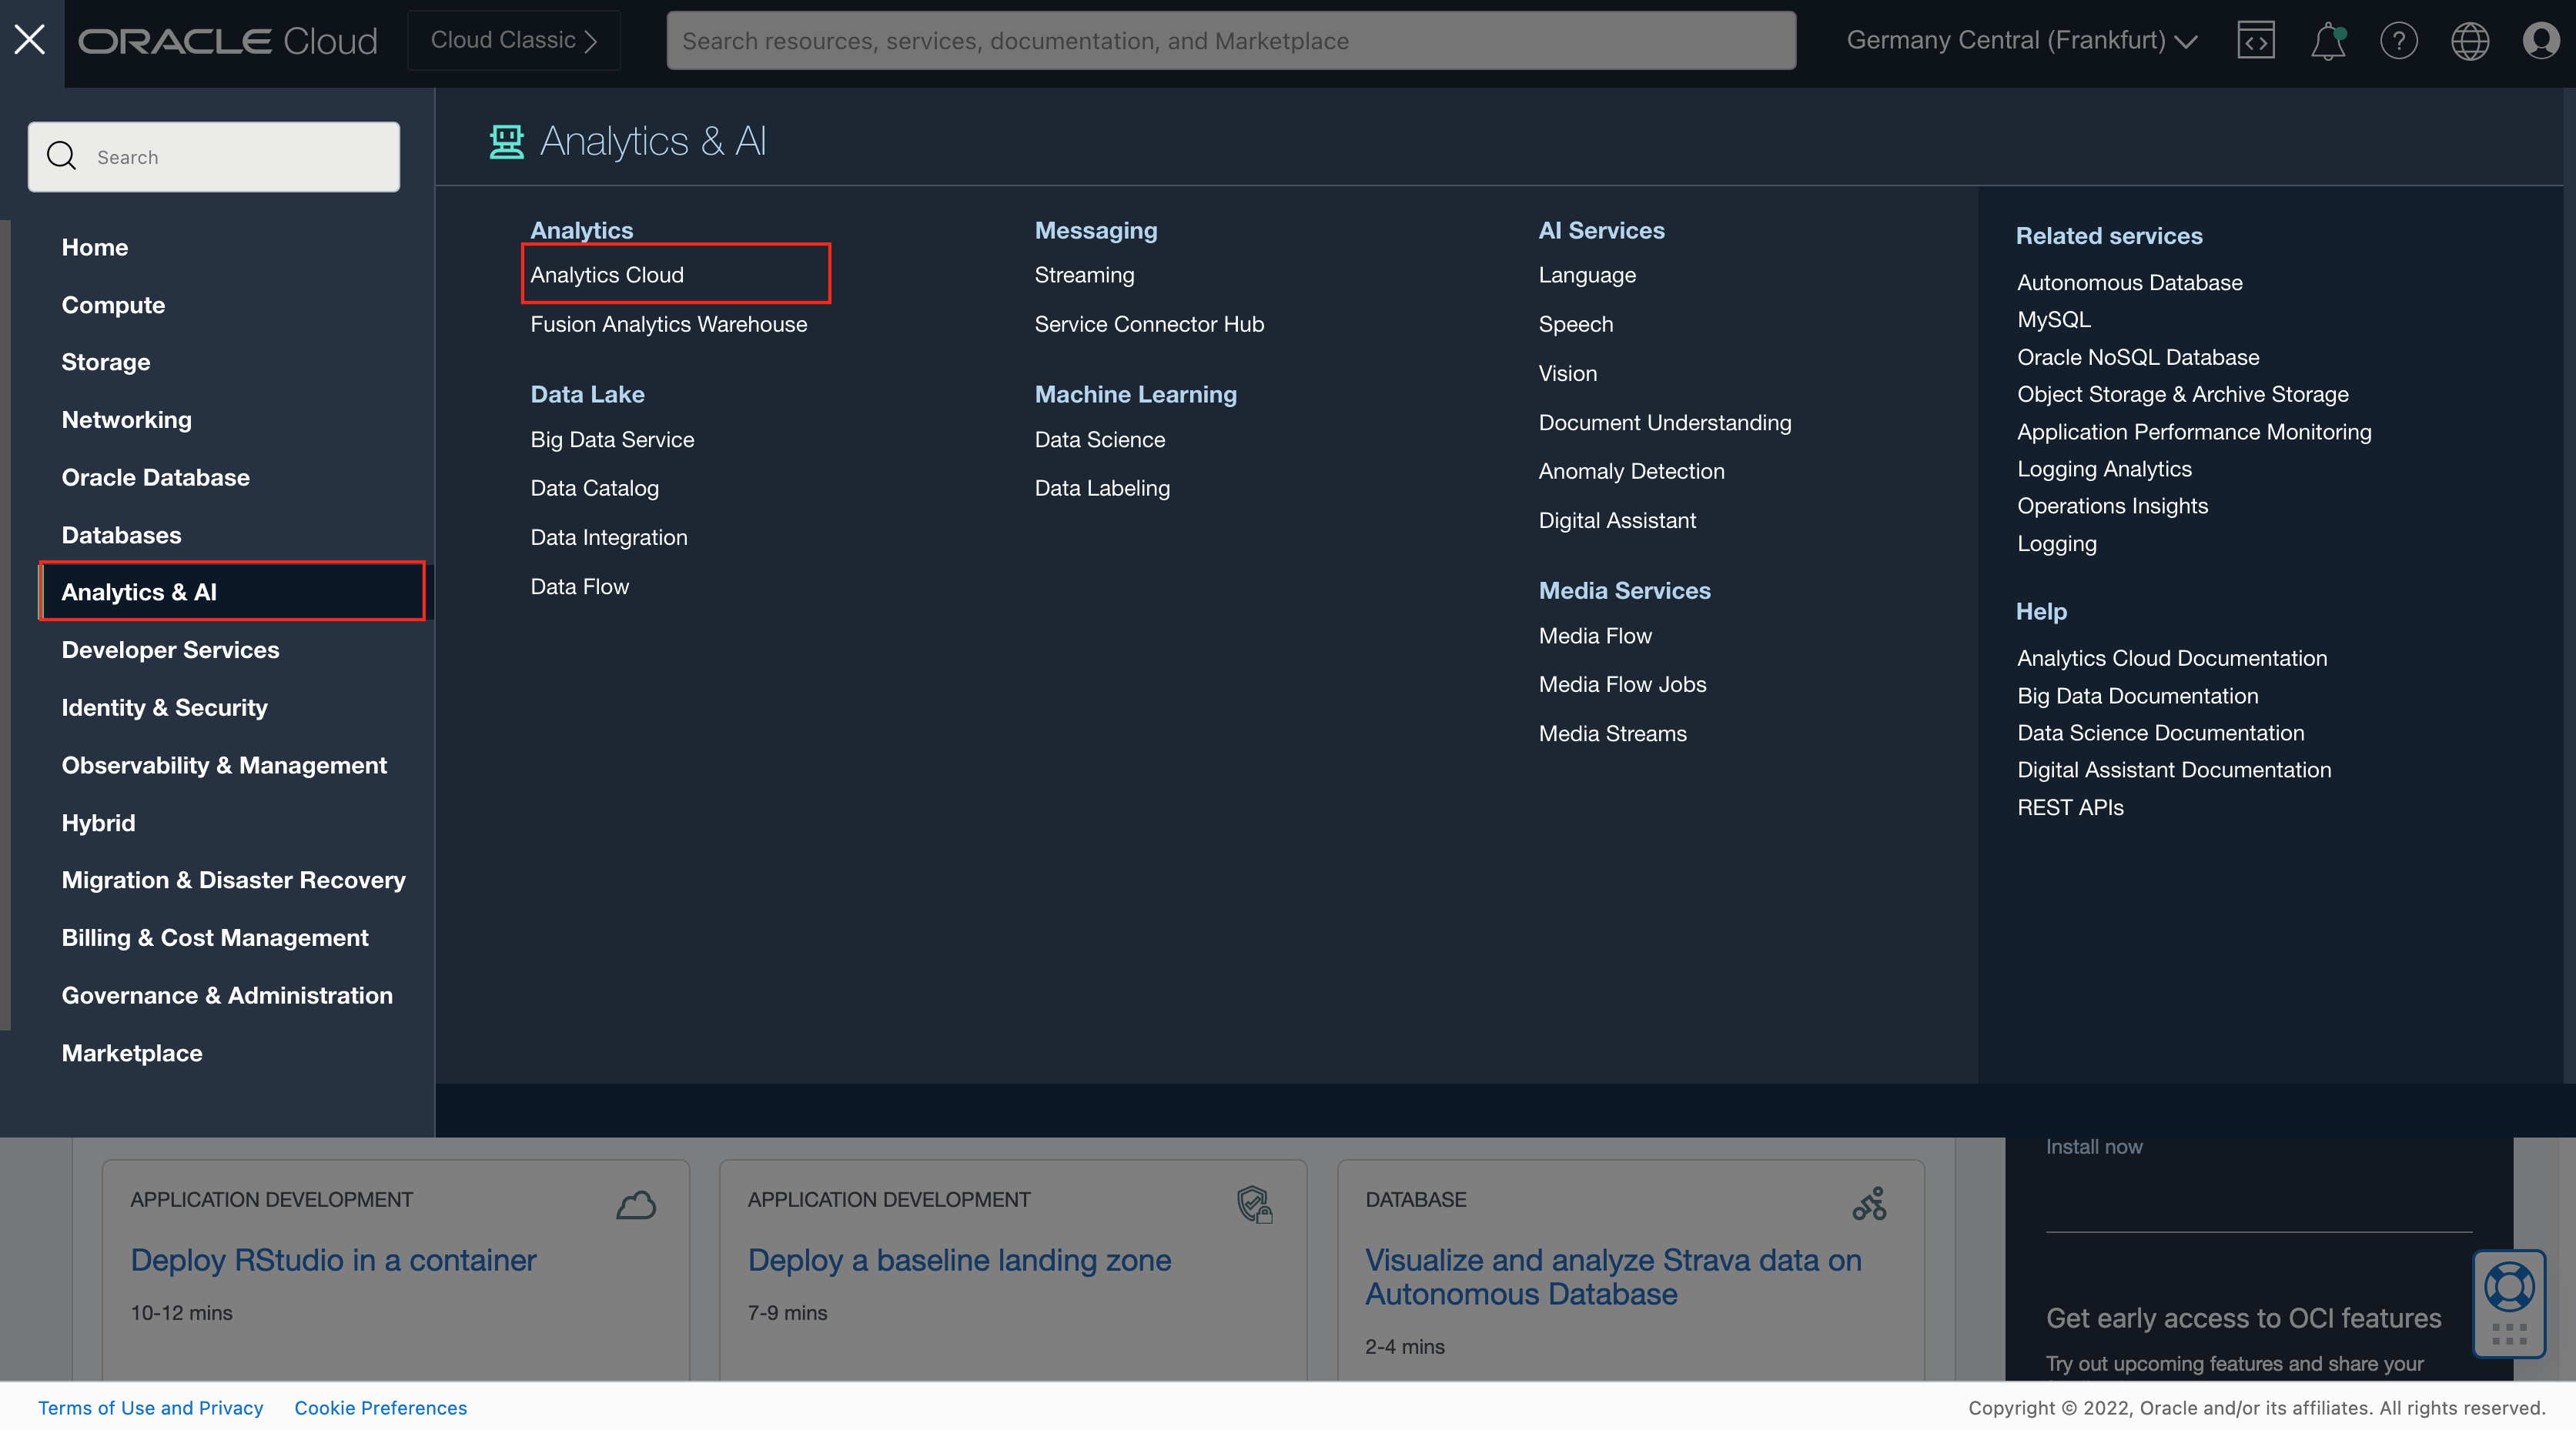 ORACLE Cloud
Cloud Classic
Search resources, services, documentation, and Marketplace
Germany Central (Frankfurt)
Search
Home
Compute
Storage
Networking
Oracle Database
Databases
Analytics & AI
Developer Services
Identity & Security
Observability & Management
Hybrid
Migration & Disaster Recovery
Billing & Cost Management
Governance & Administration
Marketplace
Analytics & AI
Analytics
Analytics Cloud
Fusion Analytics Warehouse
Data Lake
Big Data Service
Data Catalog
Data Integration
Data Flow
Messaging
Streaming
Service Connector Hub
Machine Learning
Data Science
Data Labeling
AI Services
Language
Speech
Vision
Document Understanding
Anomaly Detection
Digital Assistant
Media Services
Media Flow
Media Flow Jobs
Media Streams
Related services
Autonomous Database
MySQL
Oracle NoSQL Database
Object Storage & Archive Storage
Application Performance Monitoring
Logging Analytics
Operations Insights
Logging
Help
Analytics Cloud Documentation
Big Data Documentation
Data Science Documentation
Digital Assistant Documentation
REST APIs
APPLICATION DEVELOPMENT
Deploy RStudio in a container
10-12 mins
APPLICATION DEVELOPMENT
Deploy a baseline landing zone
7-9 mins
DATABASE
Visualize and analyze Strava data on
Autonomous Database
2-4 mins
Install now
Get early access to OCI features
Try out upcoming features and share your
Terms of Use and Privacy
Cookie Preferences
Copyright © 2022, Oracle and/or its affiliates. All rights reserved.